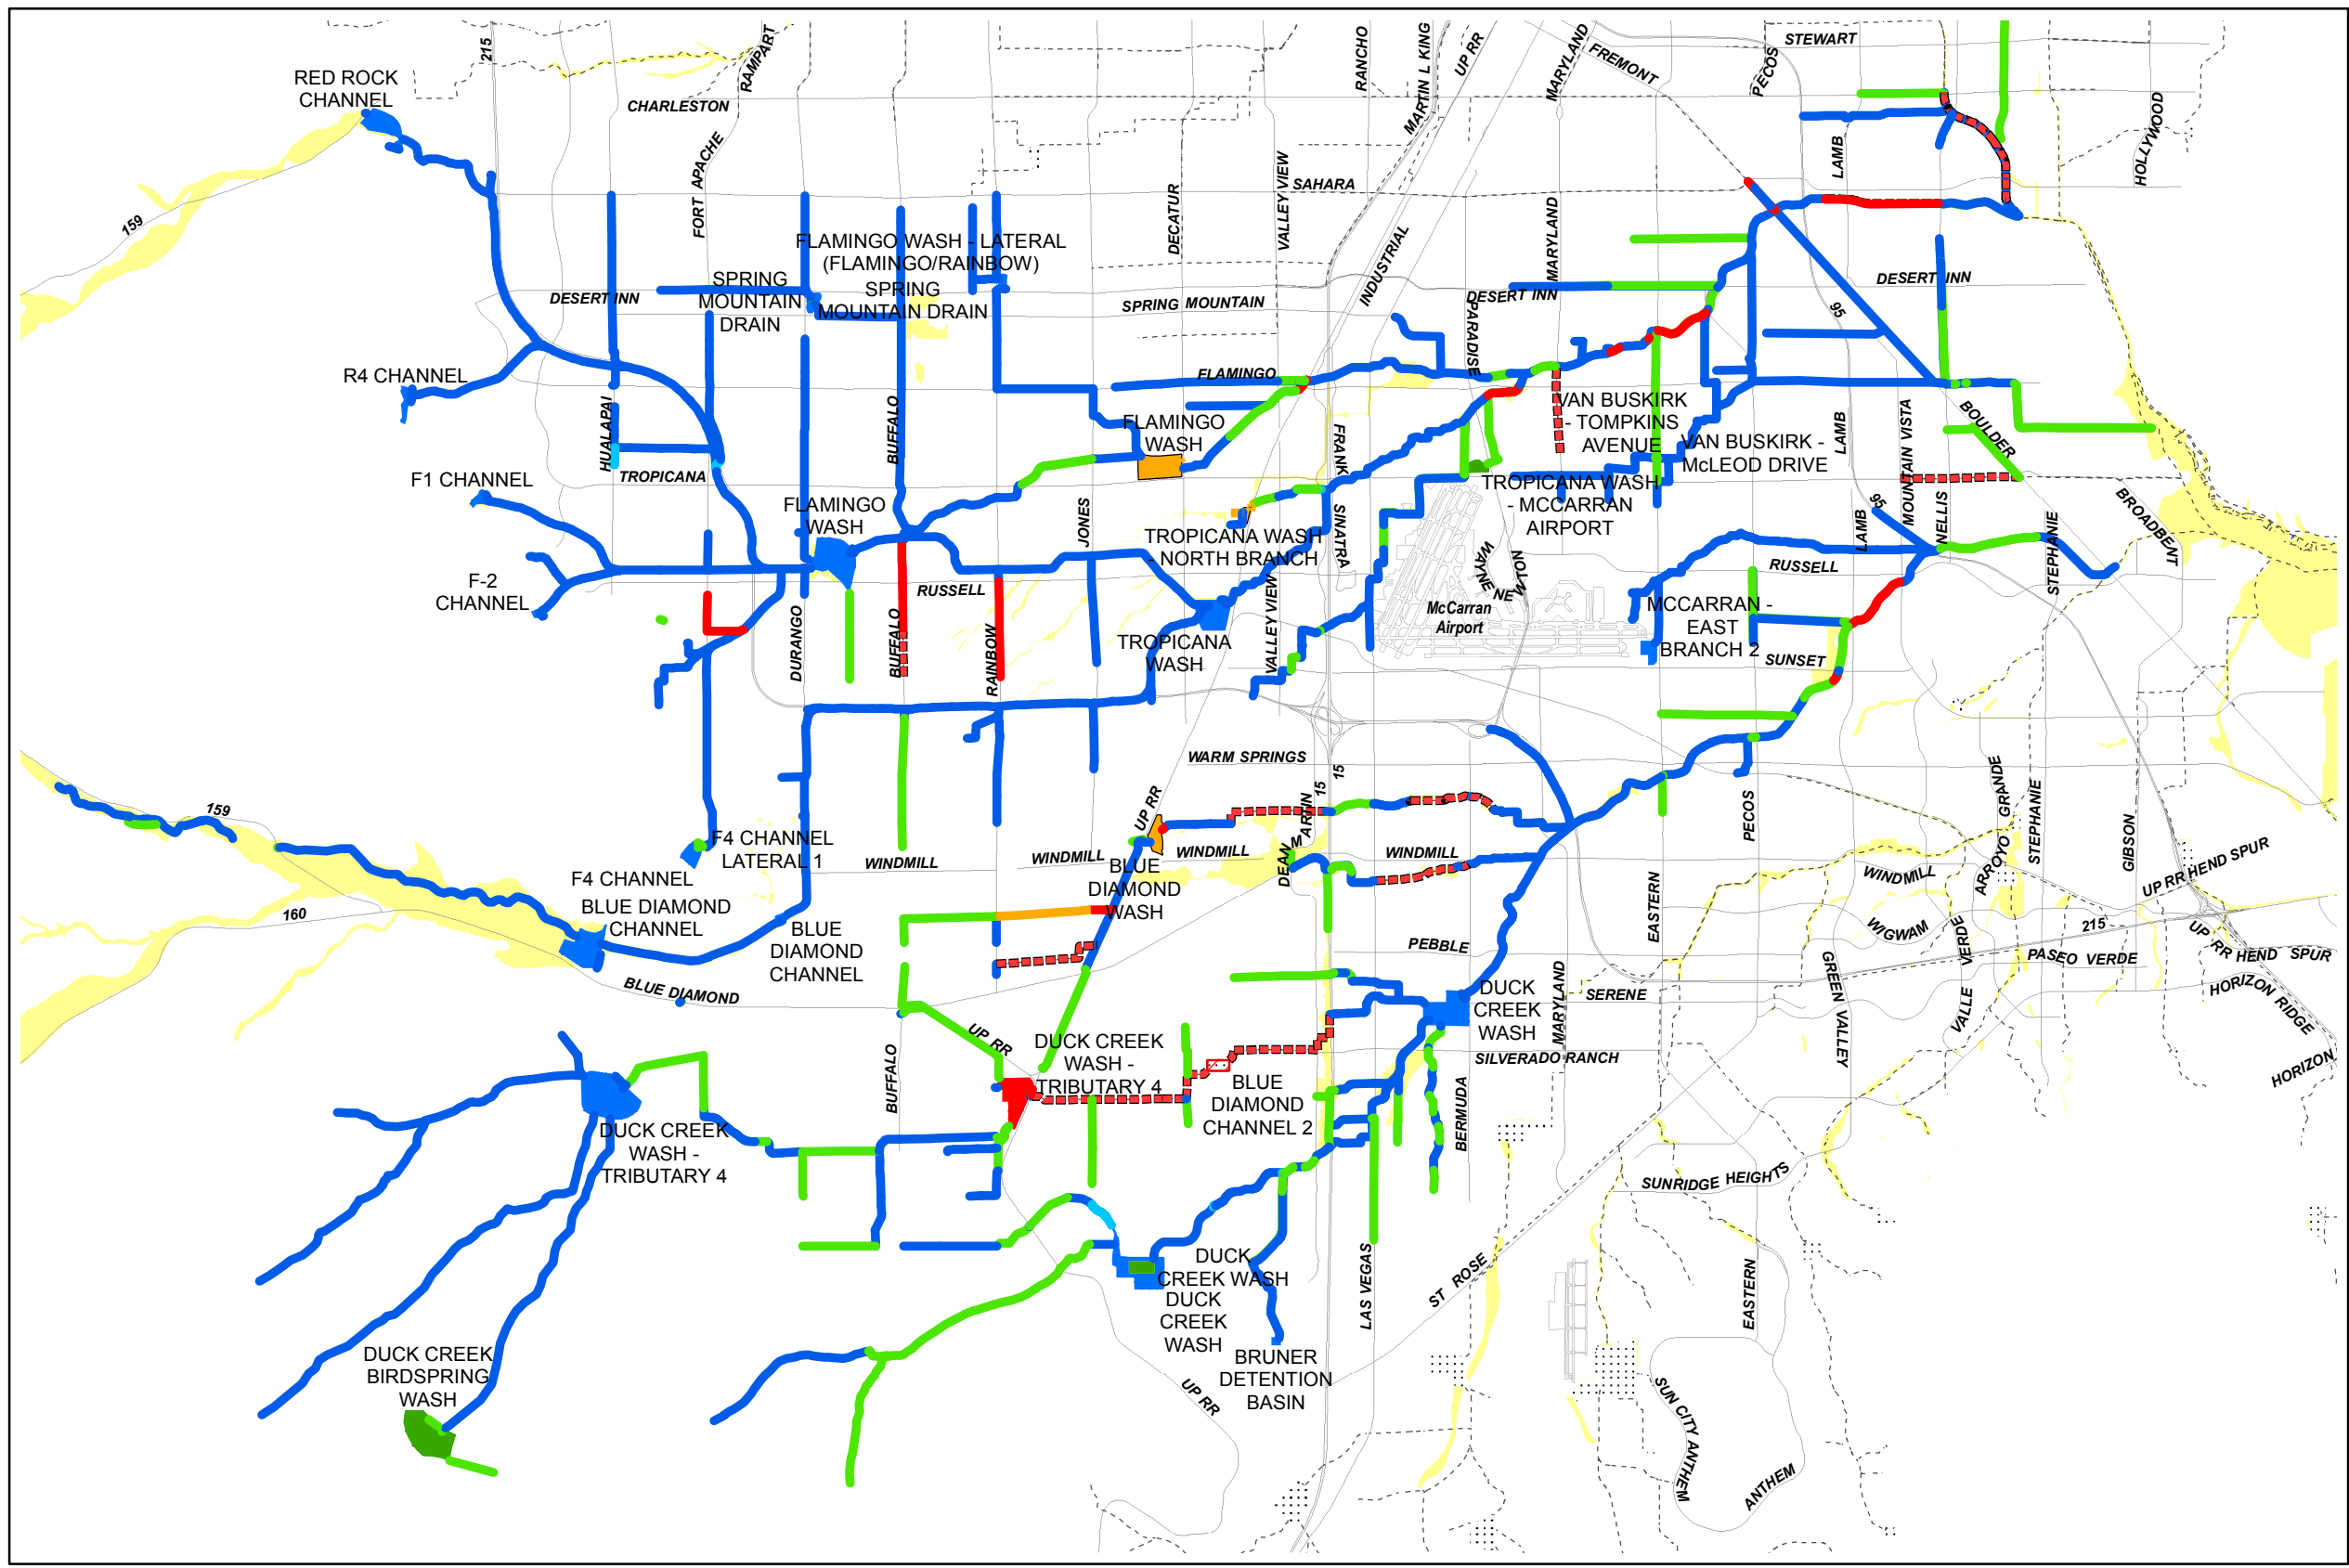 215
RAMPART
RANCHO
MARTIN L KING
UP RR
MARYLAND
FREMONT
PECOS
STEWART
RED ROCK
CHANNEL
CHARLESTON
HOLLYWOOD
LAMB
FORT APACHE
159
DECATUR
VALLEY VIEW
SAHARA
MARYLAND
INDUSTRIAL
FLAMINGO WASH - LATERAL
(FLAMINGO/RAINBOW)
SPRING
MOUNTAIN
DRAIN
SPRING
MOUNTAIN DRAIN
DESERT INN
SPRING MOUNTAIN
DESERT INN
DESERT INN
95
PARADISE
R4 CHANNEL
FLAMINGO
HUALAPAI
BUFFALO
FLAMINGO
WASH
VAN BUSKIRK
- TOMPKINS
AVENUE
VAN BUSKIRK -
McLEOD DRIVE
LAMB
MOUNTAIN VISTA
BOULDER
FRANK
SINATRA
F1 CHANNEL
TROPICANA
FLAMINGO
WASH
JONES
TROPICANA WASH
- MCCARRAN
AIRPORT
TROPICANA WASH
- NORTH BRANCH
95
LAMB
NELLIS
STEPHANIE
BROADBENT
WAYNE NEWTON
F-2
CHANNEL
RUSSELL
RUSSELL
McCarran
Airport
MCCARRAN -
EAST
BRANCH 2
DURANGO
BUFFALO
RAINBOW
TROPICANA
WASH
VALLEY VIEW
SUNSET
WARM SPRINGS
15
15
159
UP RR
DEAN MARTIN
PECOS
ARROYO GRANDE
STEPHANIE
GIBSON
F4 CHANNEL
LATERAL 1
WINDMILL
WINDMILL
WINDMILL
WINDMILL
WINDMILL
UP RR HEND SPUR
F4 CHANNEL
BLUE DIAMOND
CHANNEL
BLUE
DIAMOND
WASH
160
BLUE
DIAMOND
CHANNEL
EASTERN
PEBBLE
WIGWAM
VALLE VERDE
215
UP RR HEND SPUR
PASEO VERDE
BLUE DIAMOND
DUCK
CREEK
WASH
MARYLAND
SERENE
GREEN VALLEY
HORIZON RIDGE
UP RR
DUCK CREEK
WASH -
TRIBUTARY 4
SILVERADO RANCH
HORIZON
BUFFALO
BLUE
DIAMOND
CHANNEL 2
BERMUDA
DUCK CREEK
WASH -
TRIBUTARY 4
SUNRIDGE HEIGHTS
DUCK
CREEK WASH
DUCK
CREEK
WASH
LAS VEGAS
ST ROSE
EASTERN
DUCK CREEK
BIRDSPRING
WASH
BRUNER
DETENTION
BASIN
UP RR
SUN CITY ANTHEM
ANTHEM